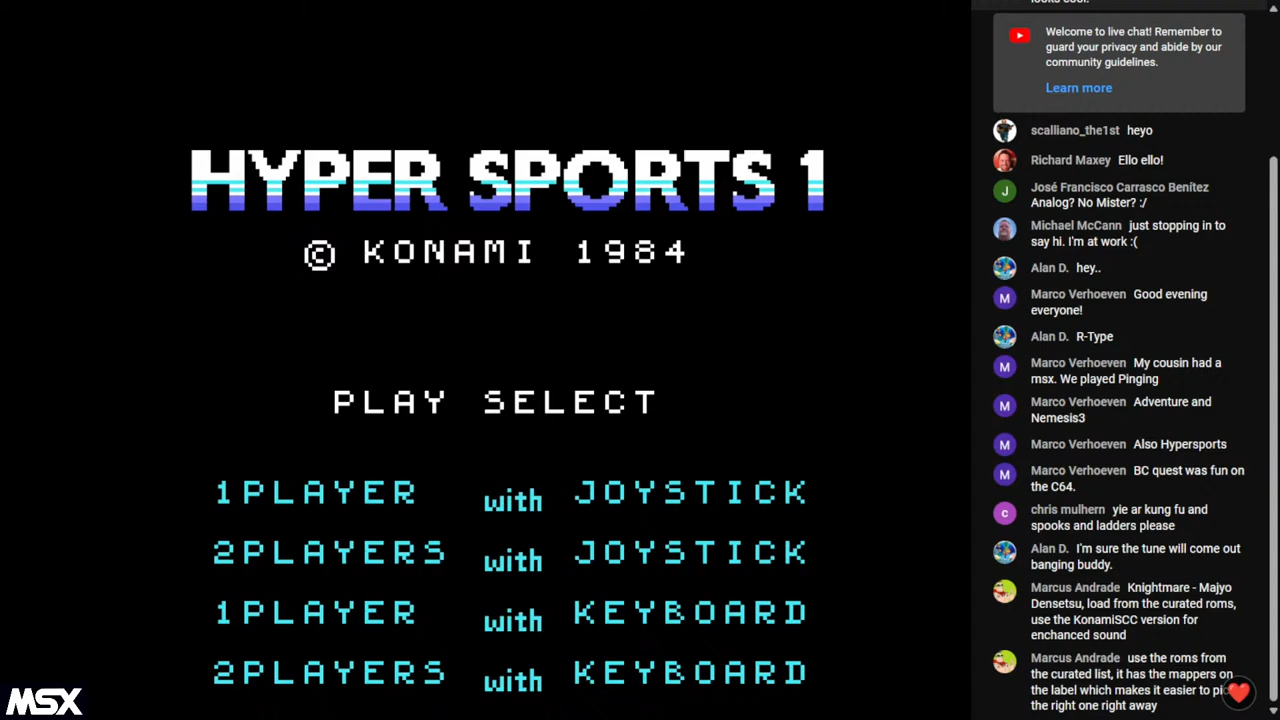 HYPER SPORTS 1
© KONAMI 1984
PLAY SELECT
1PLAYER with JOYSTICK
2PLAYERS with JOYSTICK
1PLAYER with KEYBOARD
2PLAYERS with KEYBOARD
MSX
looks cool.
Welcome to live chat! Remember to
guard your privacy and abide by our
community guidelines.
Learn more
scalliano_the1st heyo
Richard Maxey Ello ello!
J José Francisco Carrasco Benítez
Analog? No Mister? :/
Michael McCann just stopping in to
say hi. I'm at work :(
Alan D. hey..
M Marco Verhoeven Good evening
everyone!
Alan D. R-Type
M Marco Verhoeven My cousin had a
msx. We played Pinging
M Marco Verhoeven Adventure and
Nemesis3
M Marco Verhoeven Also Hypersports
M Marco Verhoeven BC quest was fun on
the C64.
c chris mulhern yie ar kung fu and
spooks and ladders please
Alan D. I'm sure the tune will come out
banging buddy.
Marcus Andrade Knightmare - Majyo
Densetsu, load from the curated roms,
use the KonamiSCC version for
enchanced sound
Marcus Andrade use the roms from
the curated list, it has the mappers on
the label which makes it easier to
the right one right away